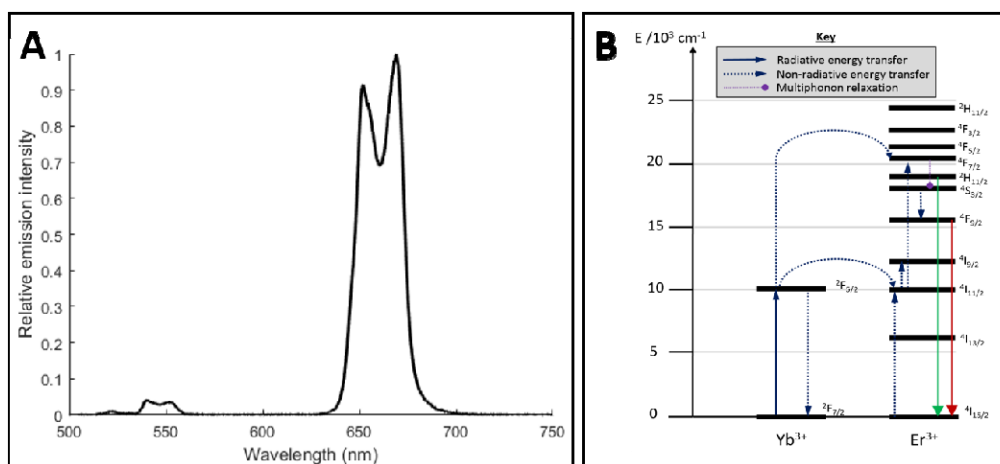 A
Relative emission intensity
1
0.9
0.8
0.7
0.6
0.5
0.4
0.3
0.2
0.1
0
500
550
600
650
700
750
Wavelength (nm)
B
E /10³ cm⁻¹
Key
Radiative energy transfer
Non-radiative energy transfer
Multiphonon relaxation
25
20
15
10
5
0
²F₅/₂
²F₇/₂
Yb³⁺
²H₁₁/₂
⁴F₃/₂
⁴F₅/₂
⁴F₇/₂
²H₁₁/₂
⁴S₃/₂
⁴F₉/₂
⁴I₉/₂
⁴I₁₁/₂
⁴I₁₃/₂
⁴I₁₅/₂
Er³⁺